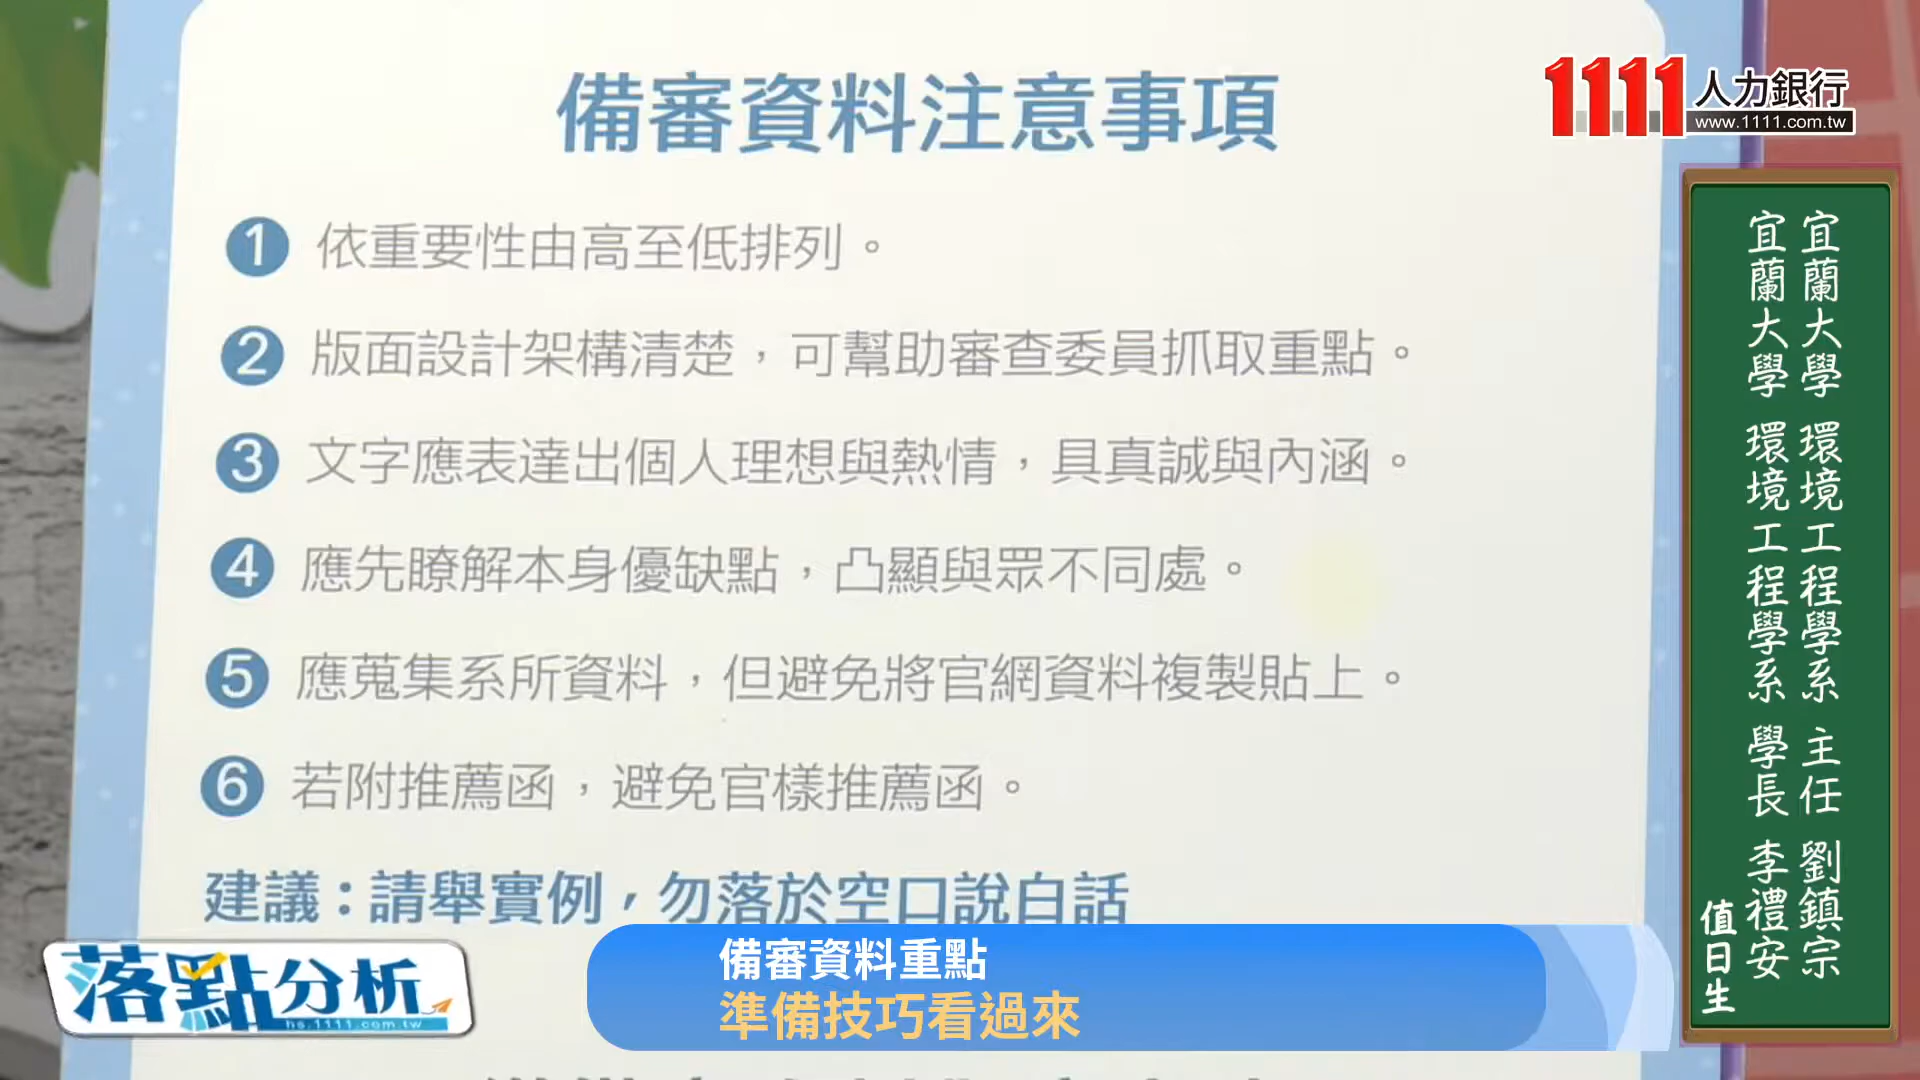 備審資料注意事項
1 依重要性由高至低排列。
2 版面設計架構清楚，可幫助審查委員抓取重點。
3 文字應表達出個人理想與熱情，具真誠與內涵。
4 應先瞭解本身優缺點，凸顯與眾不同處。
5 應蒐集系所資料，但避免將官網資料複製貼上。
6 若附推薦函，避免官樣推薦函。
建議：請舉實例，勿落於空口說白話
1111 人力銀行
www.1111.com.tw
宜蘭大學 環境工程學系 主任 劉鎮宗
宜蘭大學 環境工程學系 學長 李禮安
值日生
落點分析
hs.1111.com.tw
備審資料重點
準備技巧看過來